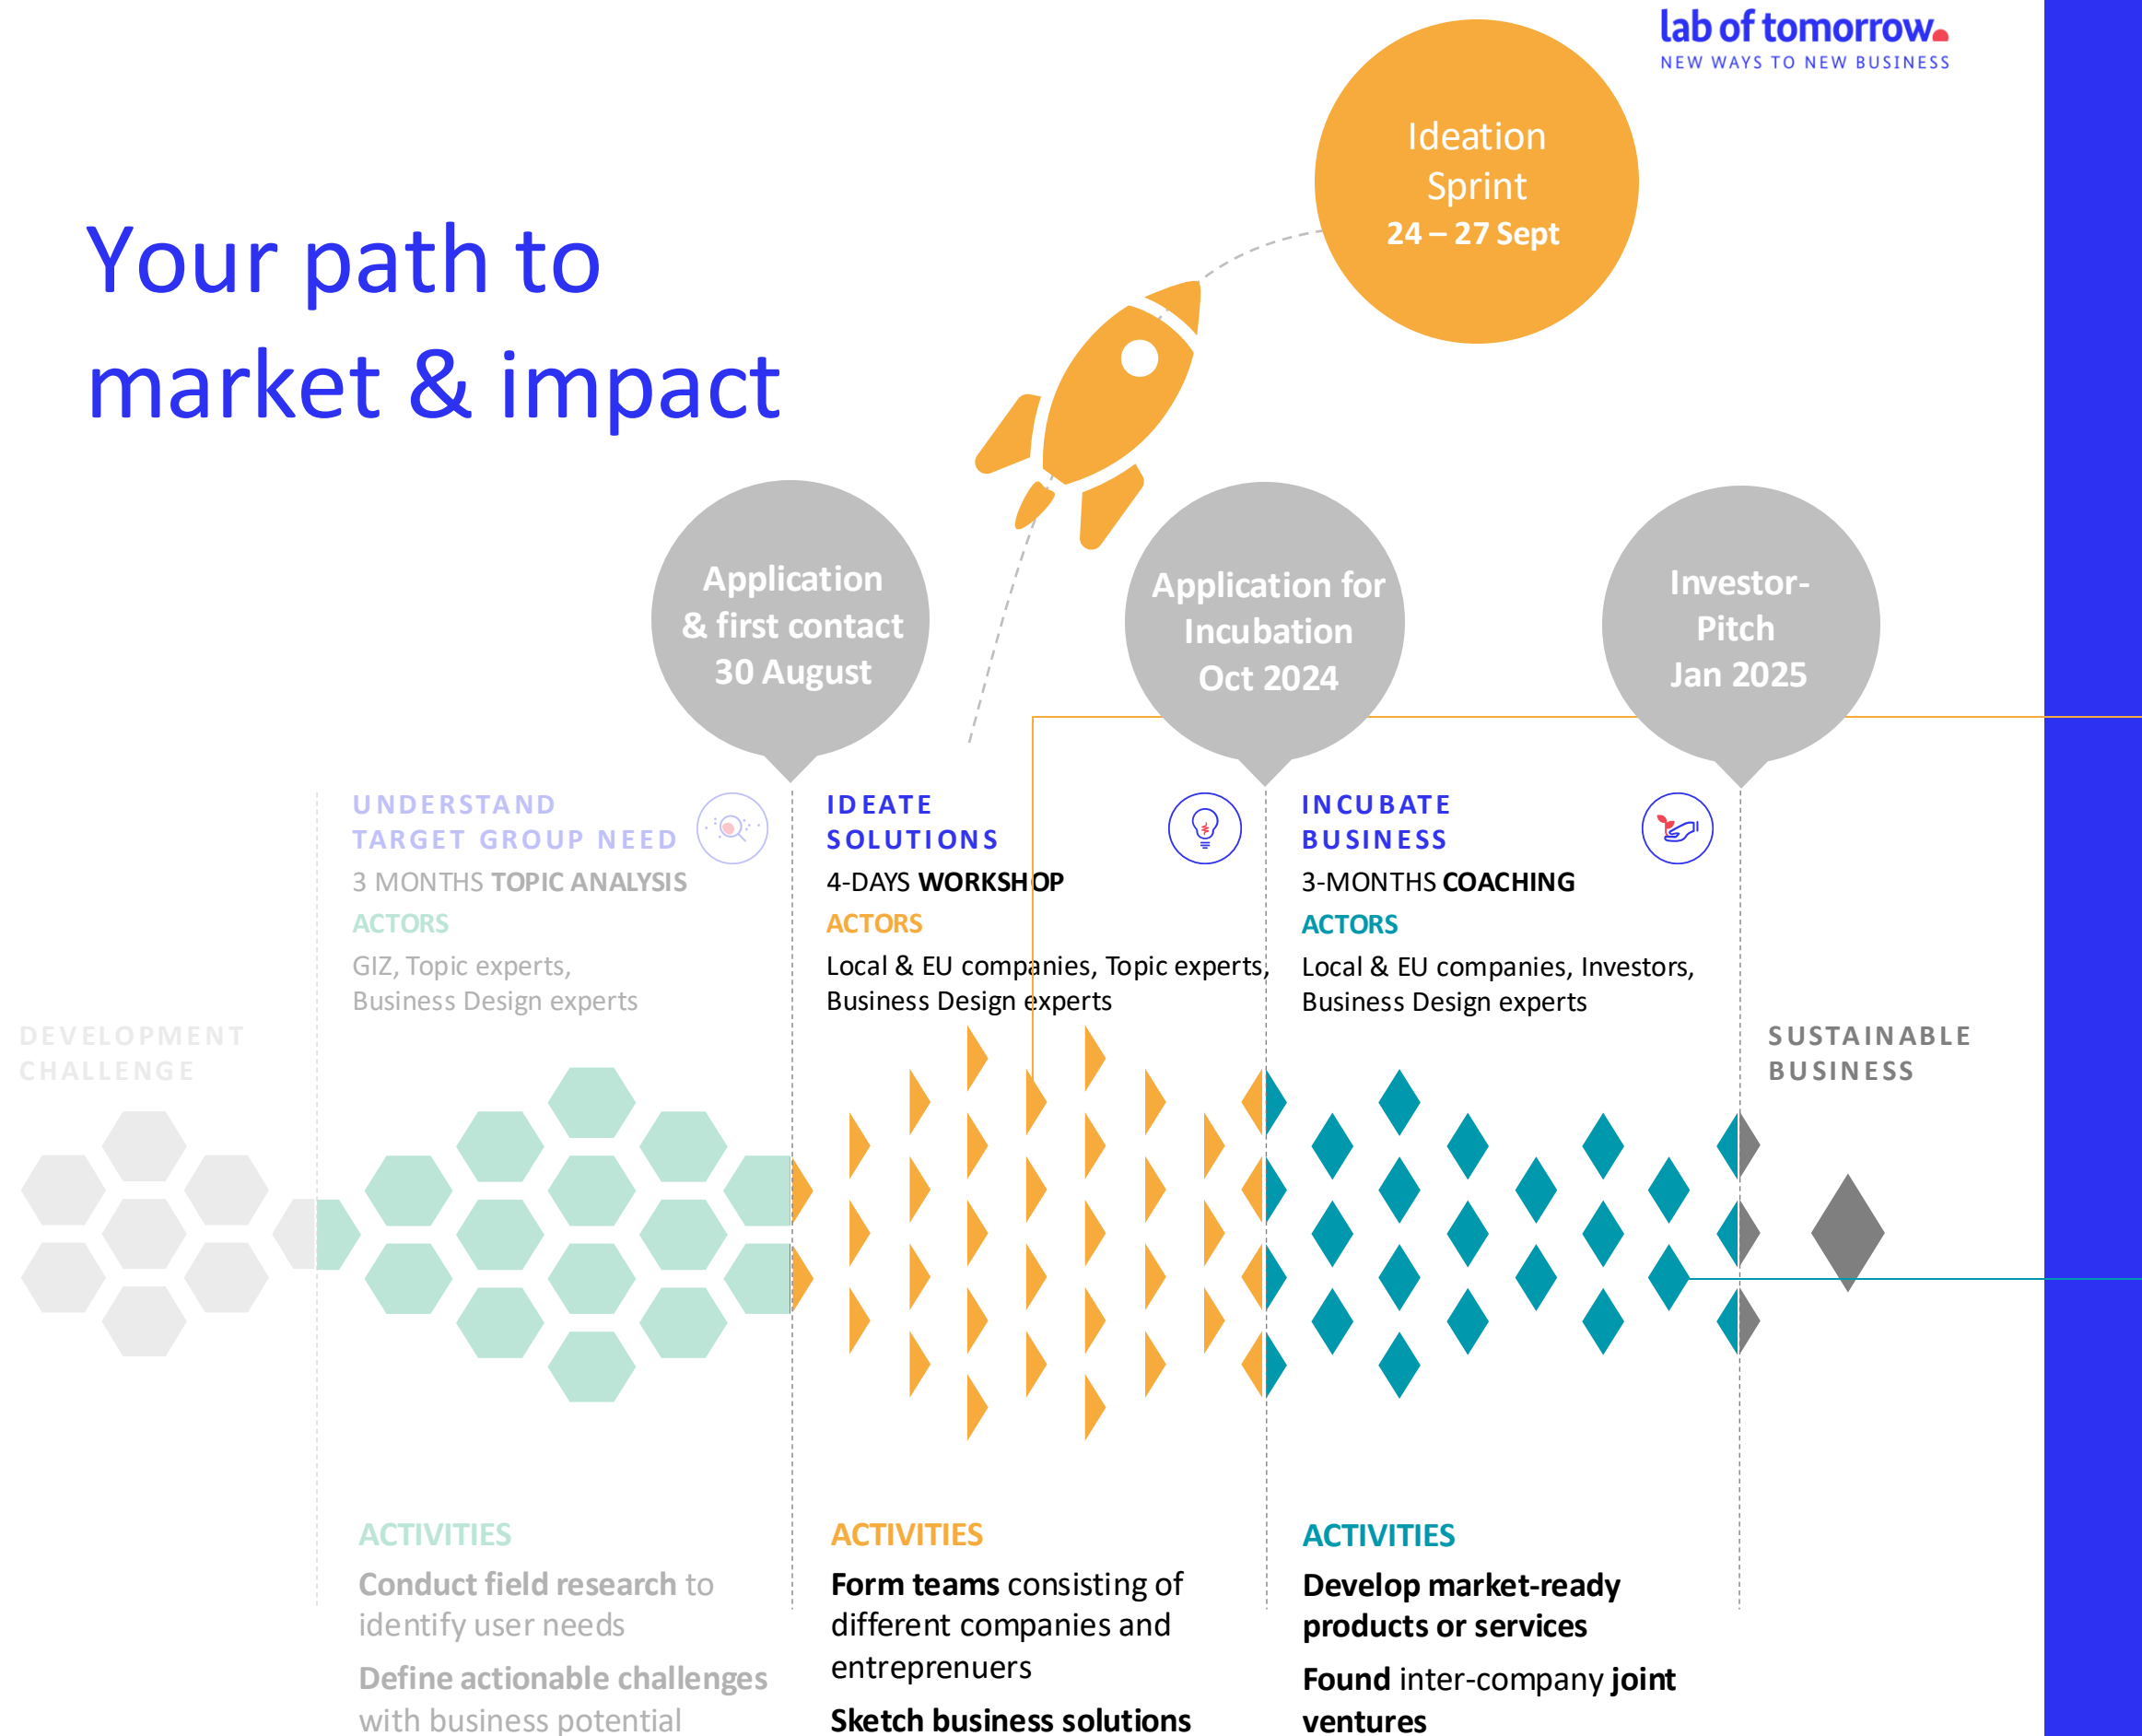 lab of tomorrow
NEW WAYS TO NEW BUSINESS
Ideation
Sprint
24 – 27 Sept
Your path to
market & impact
Application
& first contact
30 August
Application for
Incubation
Oct 2024
Investor-
Pitch
Jan 2025
UNDERSTAND
TARGET GROUP NEED
3 MONTHS TOPIC ANALYSIS
ACTORS
GIZ, Topic experts,
Business Design experts
IDEATE
SOLUTIONS
4-DAYS WORKSHOP
ACTORS
Local & EU companies, Topic experts,
Business Design experts
INCUBATE
BUSINESS
3-MONTHS COACHING
ACTORS
Local & EU companies, Investors,
Business Design experts
DEVELOPMENT
CHALLENGE
SUSTAINABLE
BUSINESS
ACTIVITIES
Conduct field research to
identify user needs
Define actionable challenges
with business potential
ACTIVITIES
Form teams consisting of
different companies and
entreprenuers
Sketch business solutions
ACTIVITIES
Develop market-ready
products or services
Found inter-company joint
ventures